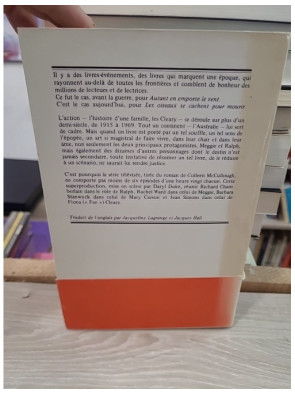 Il y a des livres-événements, des livres qui marquent une époque, qui
rayonnent au-delà de toutes les frontières et comblent de bonheur des
millions de lecteurs et de lectrices.
Ce fut le cas, avant la guerre, pour Autant en emporte le vent.
C'est le cas aujourd'hui, pour Les oiseaux se cachent pour mourir
L'action — l'histoire d'une famille, les Cleary — se déroule sur plus d'un
demi-siècle, de 1915 à 1969. Tout un continent — l'Australie — lui sert
de cadre. Mais quand un livre est porté par un tel souffle, un tel sens de
l'épopée, un art si magistral de faire vivre, dans leur chair et dans leur
âme, non seulement les deux principaux protagonistes, Meggie et Ralph,
mais également des dizaines d'autres personnages dont le destin n'est
jamais secondaire, toute tentative de résumer un tel livre, de le réduire
à un scénario, ne saurait lui rendre justice.
C'est pourquoi la série télévisée, tirée du roman de Colleen McCullough,
ne comporte pas moins de six épisodes d'une heure vingt chacun. Cette
superproduction, mise en scène par Daryl Duke, réunit Richard Cham-
berlain dans le rôle de Ralph, Rachel Ward dans celui de Meggie, Barbara
Stanwick dans celui de Mary Carson et Jean Simmons dans celui de
Fiona (« Fee ») Cleary.
Traduit de l'anglais par Jacqueline Lagrange et Jacques Hall